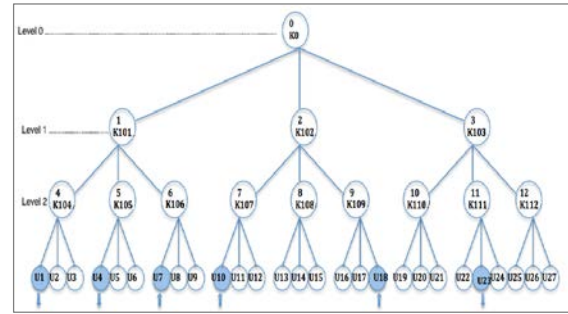 0
Level 0
K0
1 2 3
Level 1
K101 K102 K103
4 5 6 7 8 9 10 11 12
Level 2
K104 K105 K106 K107 K108 K109 K110 K111 K112
U1 U2 U3 U4 U5 U6 U7 U8 U9 U10 U11 U12 U13 U14 U15 U16 U17 U18 U19 U20 U21 U22 U23 U24 U25 U26 U27